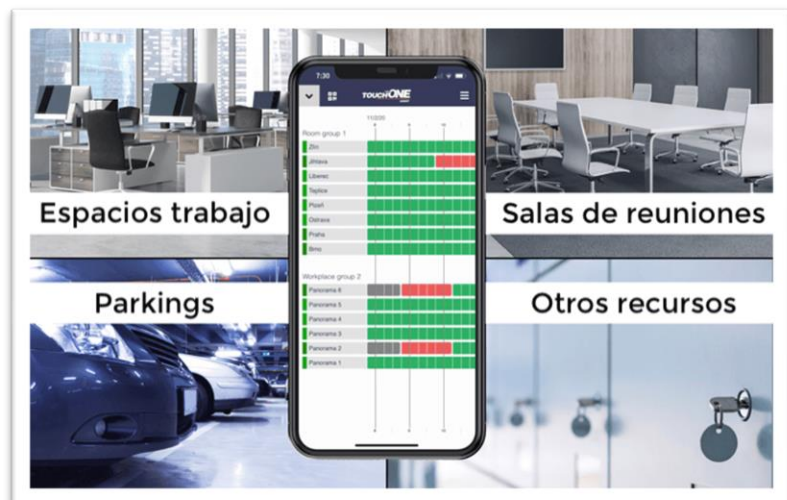 Espacios trabajo
Salas de reuniones
Parkings
Otros recursos
7:30
TOUCHONE
Room group 1
Zlín
Jihlava
Liberec
Teplice
Plzeň
Ostrava
Praha
Brno
Workplace group 2
Panorama 6
Panorama 5
Panorama 4
Panorama 3
Panorama 2
Panorama 1